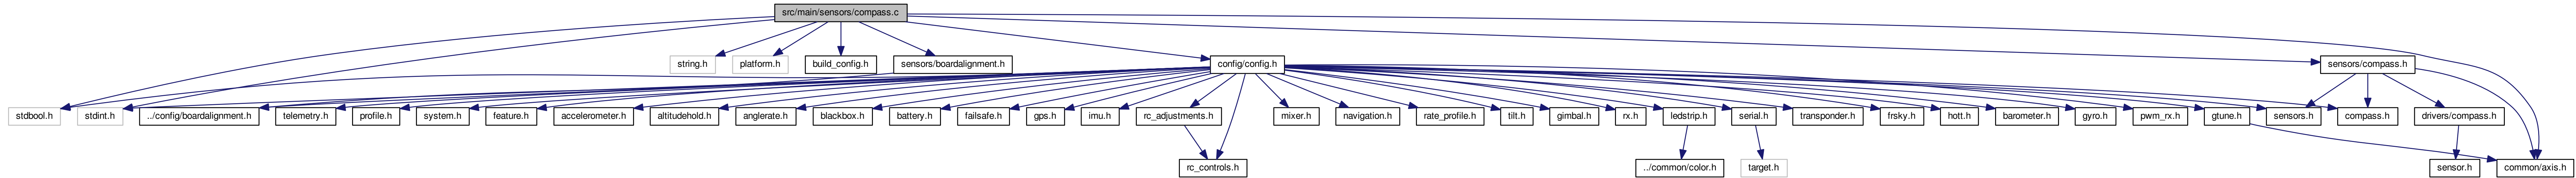 src/main/sensors/compass.c
string.h
platform.h
build_config.h
sensors/boardalignment.h
config/config.h
sensors/compass.h
stdbool.h
stdint.h
../config/boardalignment.h
telemetry.h
profile.h
system.h
feature.h
accelerometer.h
altitudehold.h
anglerate.h
blackbox.h
battery.h
failsafe.h
gps.h
imu.h
rc_adjustments.h
mixer.h
navigation.h
rate_profile.h
tilt.h
gimbal.h
rx.h
ledstrip.h
serial.h
transponder.h
frsky.h
hott.h
barometer.h
gyro.h
pwm_rx.h
gtune.h
sensors.h
compass.h
drivers/compass.h
rc_controls.h
../common/color.h
target.h
sensor.h
common/axis.h